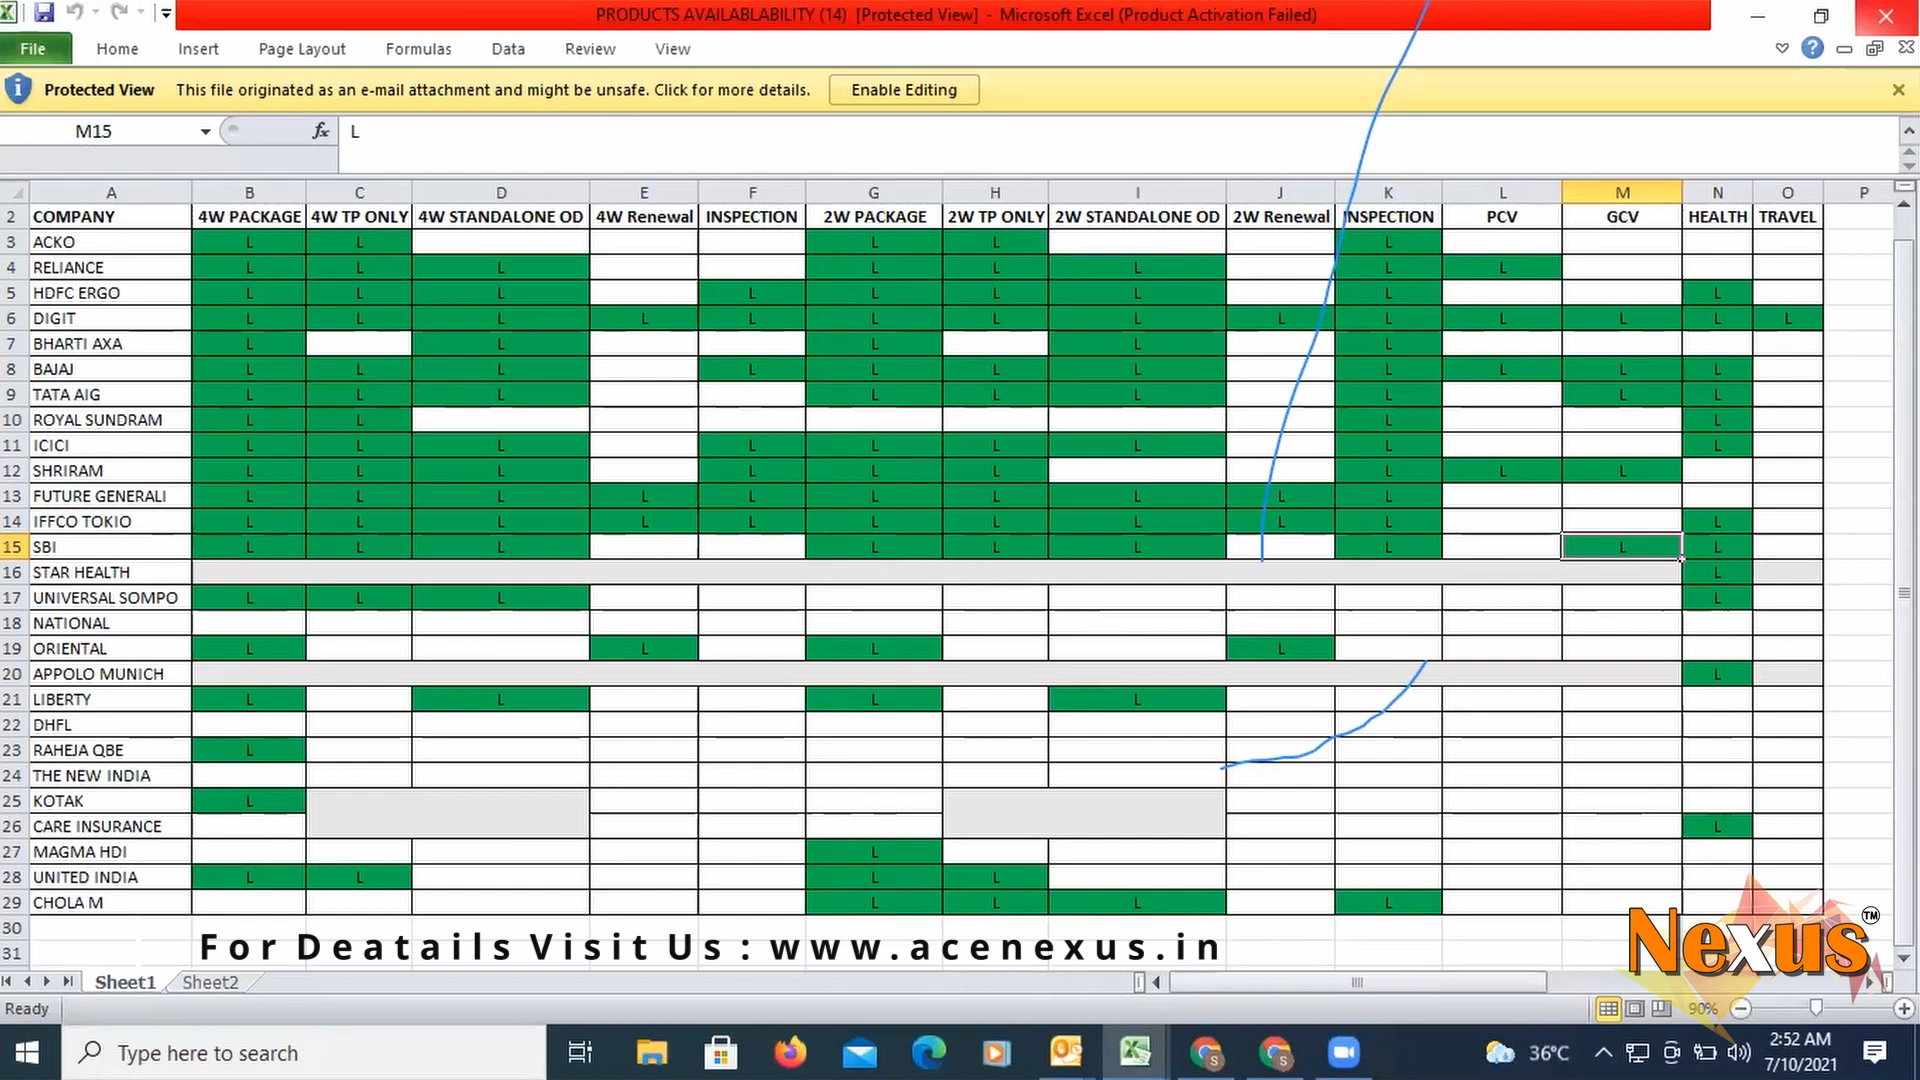 PRODUCTS AVAILABLABILITY (14) [Protected View] - Microsoft Excel (Product Activation Failed)
File Home Insert Page Layout Formulas Data Review View
Protected View This file originated as an e-mail attachment and might be unsafe. Click for more details. Enable Editing
M15 fx L
A B C D E F G H I J K L M N O P
2 COMPANY 4W PACKAGE 4W TP ONLY 4W STANDALONE OD 4W Renewal INSPECTION 2W PACKAGE 2W TP ONLY 2W STANDALONE OD 2W Renewal INSPECTION PCV GCV HEALTH TRAVEL
3 ACKO L L L L L
4 RELIANCE L L L L L L L L
5 HDFC ERGO L L L L L L L L L
6 DIGIT L L L L L L L L L L L L L L
7 BHARTI AXA L L L L L
8 BAJAJ L L L L L L L L L L L
9 TATA AIG L L L L L L L L L
10 ROYAL SUNDRAM L L L L
11 ICICI L L L L L L L L L
12 SHRIRAM L L L L L L L L L
13 FUTURE GENERALI L L L L L L L L L L
14 IFFCO TOKIO L L L L L L L L L L L
15 SBI L L L L L L L L L
16 STAR HEALTH L
17 UNIVERSAL SOMPO L L L L
18 NATIONAL
19 ORIENTAL L L L L
20 APPOLO MUNICH L
21 LIBERTY L L L L
22 DHFL
23 RAHEJA QBE L
24 THE NEW INDIA
25 KOTAK L
26 CARE INSURANCE L
27 MAGMA HDI L
28 UNITED INDIA L L L L
29 CHOLA M L L L L
30
31
For Deatails Visit Us : www.acenexus.in
Nexus™
Sheet1 Sheet2
Ready 90%
Type here to search
36°C
2:52 AM
7/10/2021